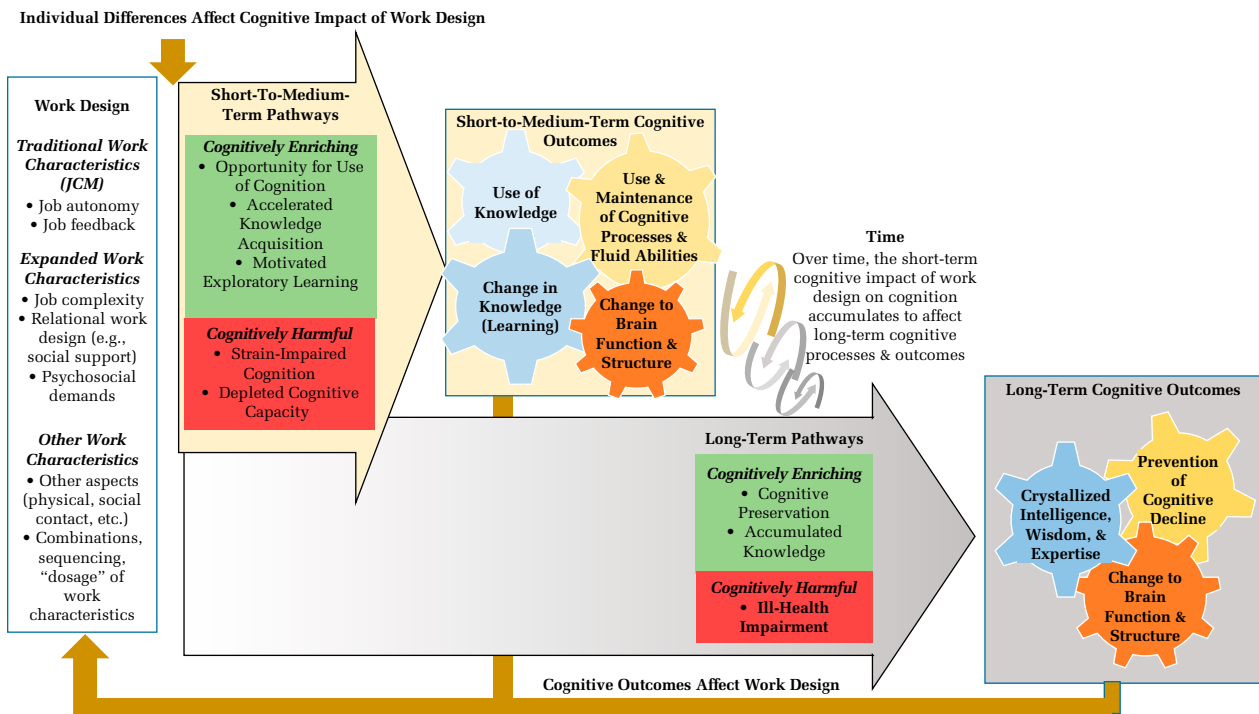 Individual Differences Affect Cognitive Impact of Work Design
Work Design
Traditional Work
Characteristics
(JCM)
• Job autonomy
• Job feedback
Expanded Work
Characteristics
• Job complexity
• Relational work
design (e.g.,
social support)
• Psychosocial
demands
Other Work
Characteristics
• Other aspects
(physical, social
contact, etc.)
• Combinations,
sequencing,
“dosage” of
work
characteristics
Short-To-Medium-
Term Pathways
Cognitively Enriching
• Opportunity for Use
of Cognition
• Accelerated
Knowledge
Acquisition
• Motivated
Exploratory Learning
Cognitively Harmful
• Strain-Impaired
Cognition
• Depleted Cognitive
Capacity
Short-to-Medium-Term Cognitive
Outcomes
Use of
Knowledge
Use &
Maintenance
of Cognitive
Processes &
Fluid Abilities
Change in
Knowledge
(Learning)
Change to
Brain
Function &
Structure
Time
Over time, the short-term
cognitive impact of work
design on cognition
accumulates to affect
long-term cognitive
processes & outcomes
Long-Term Pathways
Cognitively Enriching
• Cognitive
Preservation
• Accumulated
Knowledge
Cognitively Harmful
• Ill-Health
Impairment
Long-Term Cognitive Outcomes
Prevention
of
Cognitive
Decline
Crystallized
Intelligence,
Wisdom, &
Expertise
Change to
Brain
Function &
Structure
Cognitive Outcomes Affect Work Design